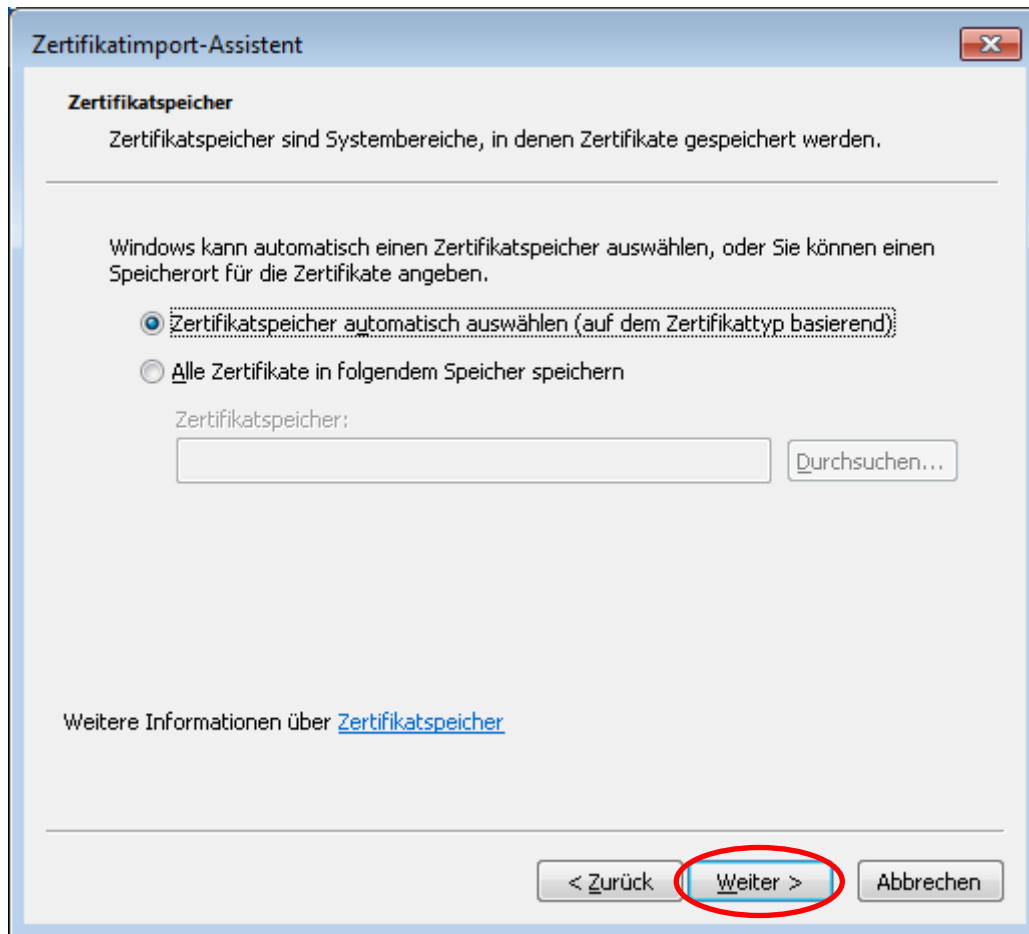 Zertifikatimport-Assistent
Zertifikatspeicher
Zertifikatspeicher sind Systembereiche, in denen Zertifikate gespeichert werden.
Windows kann automatisch einen Zertifikatspeicher auswählen, oder Sie können einen
Speicherort für die Zertifikate angeben.
Zertifikatspeicher automatisch auswählen (auf dem Zertifikattyp basierend)
Alle Zertifikate in folgendem Speicher speichern
Zertifikatspeicher:
Durchsuchen...
Weitere Informationen über Zertifikatspeicher
< Zurück Weiter > Abbrechen